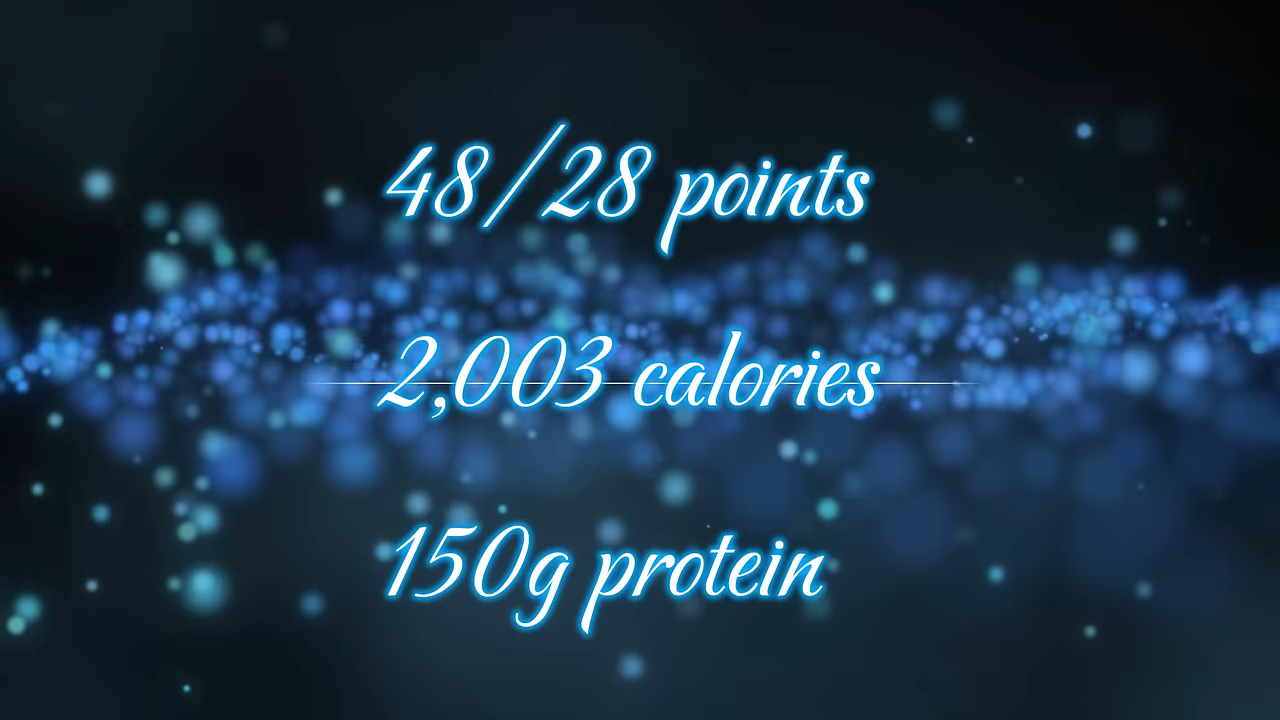 48/28 points
2,003 calories
150g protein